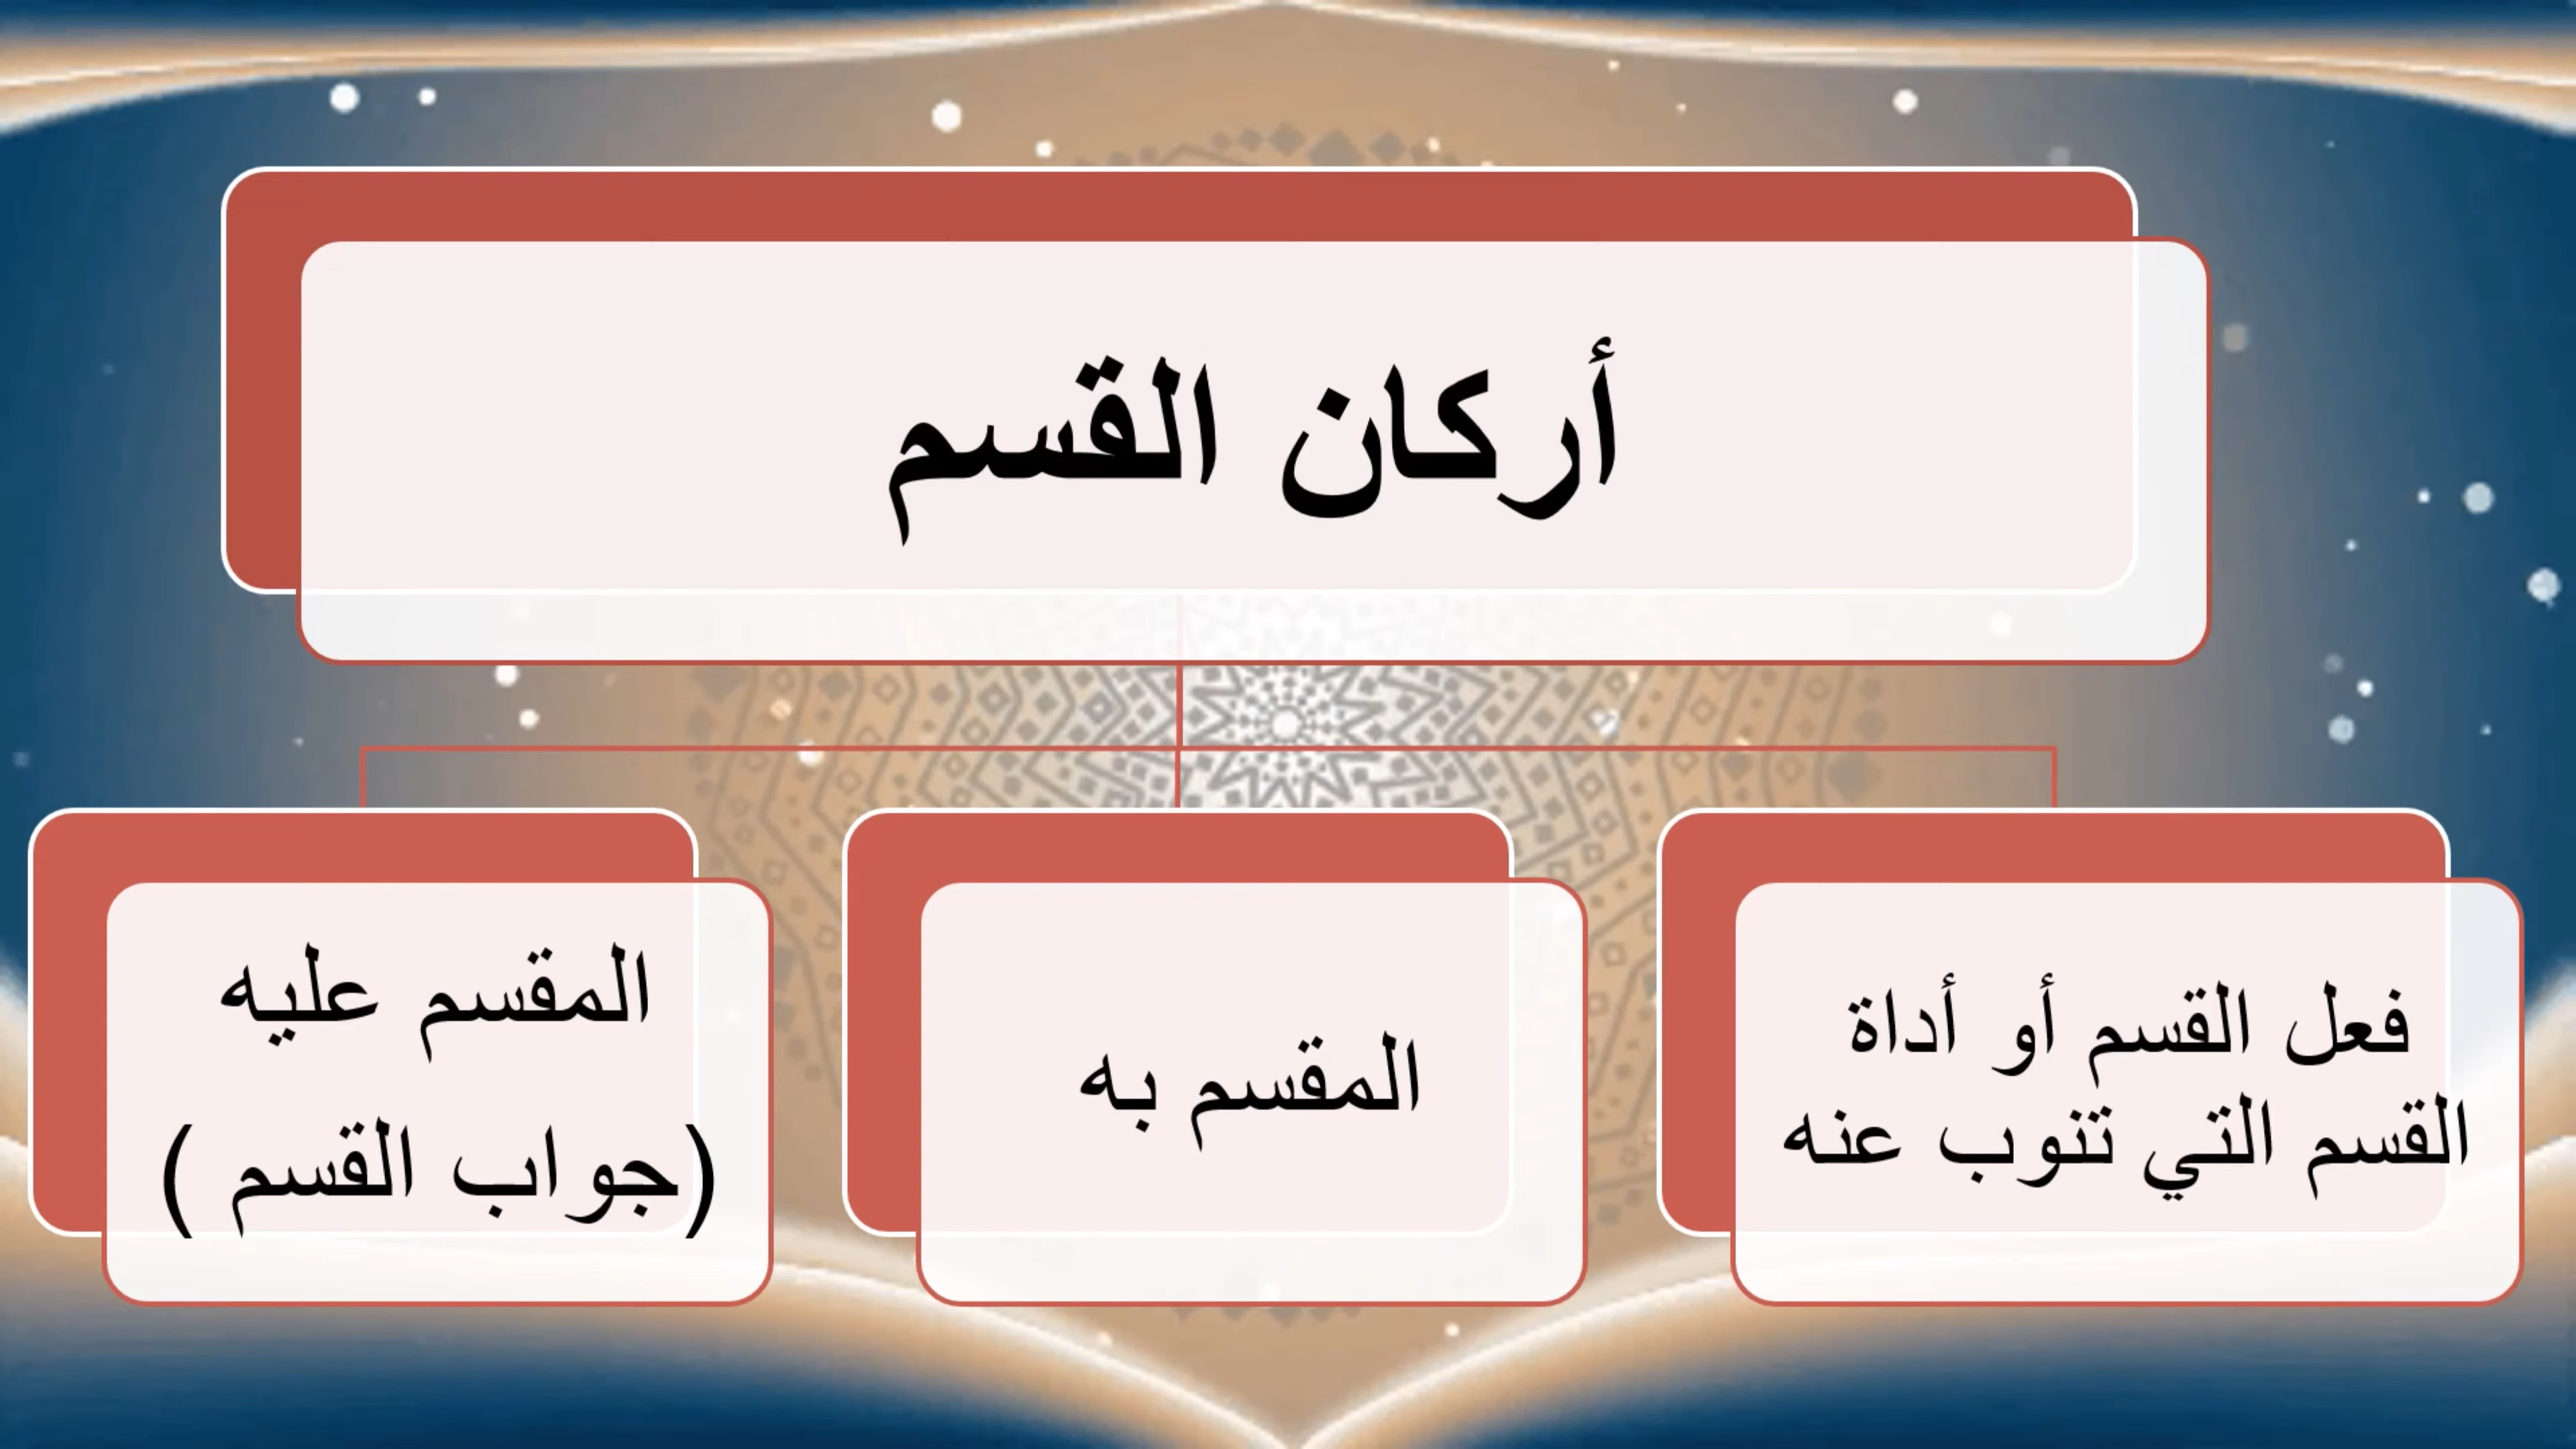 أركان القسم
فعل القسم أو أداة
القسم التي تنوب عنه
المقسم به
المقسم عليه
(جواب القسم )